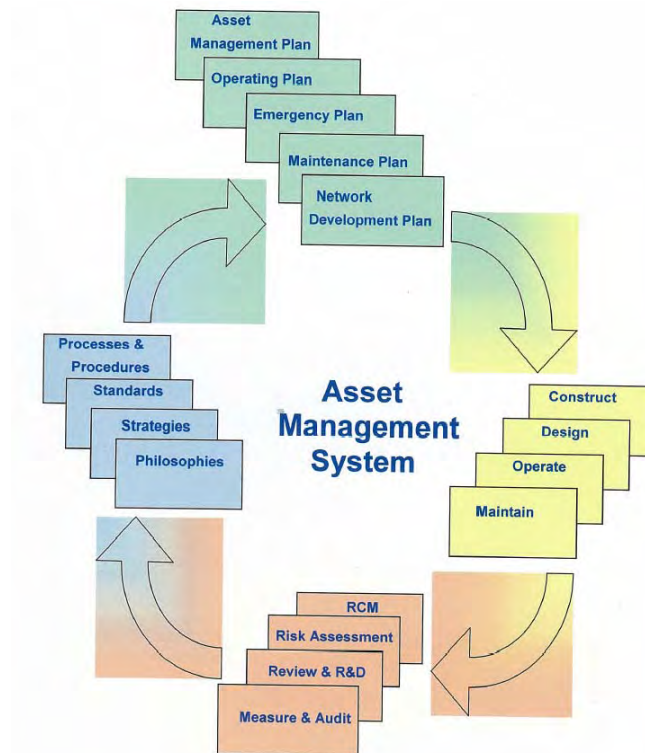 Asset
Management Plan
Operating Plan
Emergency Plan
Maintenance Plan
Network
Development Plan
Processes &
Procedures
Standards
Strategies
Philosophies
Asset
Management
System
Construct
Design
Operate
Maintain
RCM
Risk Assessment
Review & R&D
Measure & Audit